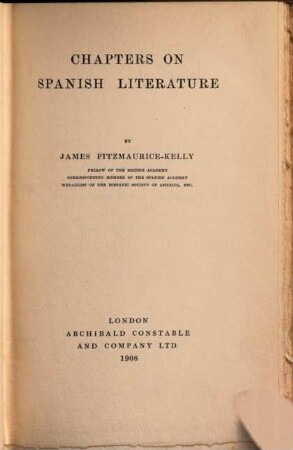 CHAPTERS ON
SPANISH LITERATURE
BY
JAMES FITZMAURICE-KELLY
FELLOW OF THE BRITISH ACADEMY
CORRESPONDING MEMBER OF THE SPANISH ACADEMY
MEDALLIST OF THE HISPANIC SOCIETY OF AMERICA, ETC.
LONDON
ARCHIBALD CONSTABLE
AND COMPANY LTD
1908